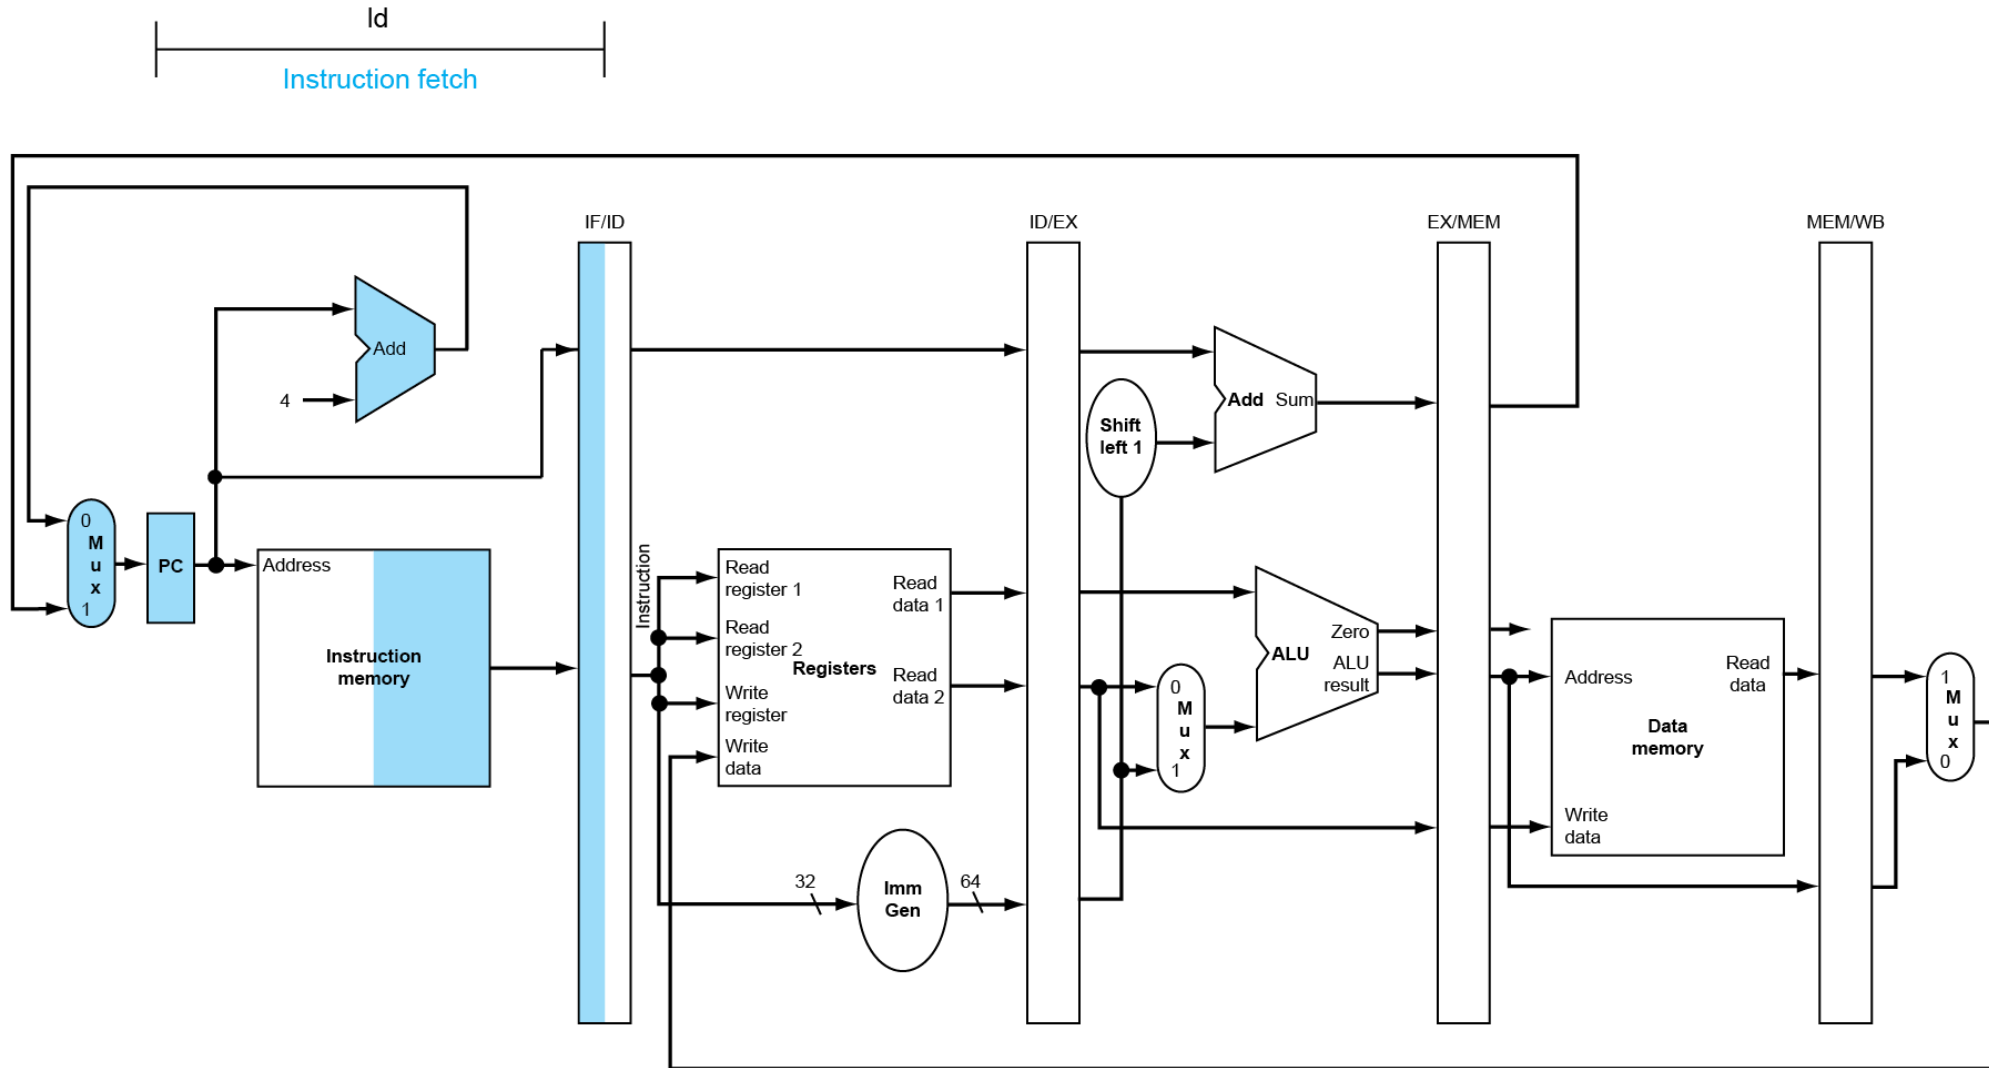 ld
Instruction fetch
IF/ID
ID/EX
EX/MEM
MEM/WB
Add
4
Add Sum
Shift
left 1
0
M
u
x
1
PC
Address
Instruction
memory
Instruction
Read
register 1
Read
register 2
Write
register
Write
data
Registers
Read
data 1
Read
data 2
0
M
u
x
1
ALU
Zero
ALU
result
Address
Read
data
Data
memory
Write
data
1
M
u
x
0
32
Imm
Gen
64